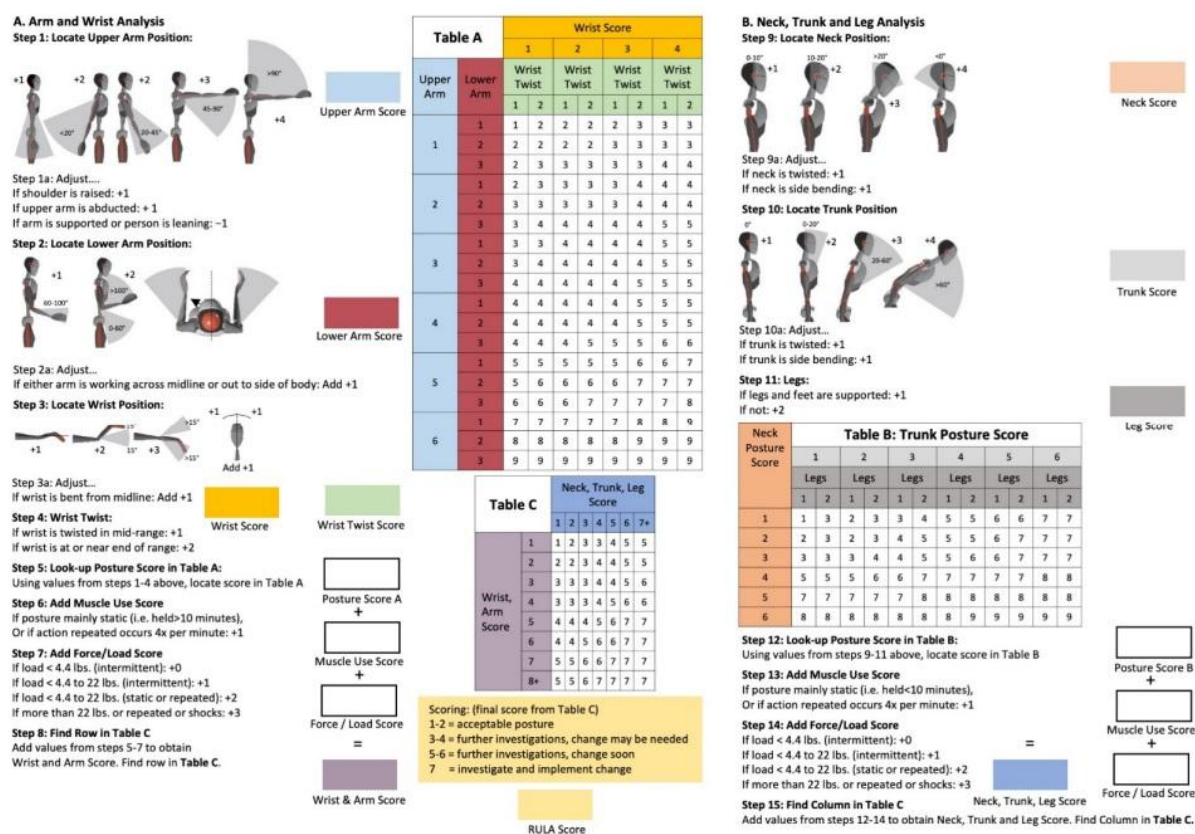 A. Arm and Wrist Analysis
Step 1: Locate Upper Arm Position:
+1 +2 +2 +3 >90°
45-90°
<20° 20-45° +4
Upper Arm Score
Step 1a: Adjust....
If shoulder is raised: +1
If upper arm is abducted: + 1
If arm is supported or person is leaning: −1
Step 2: Locate Lower Arm Position:
+1 +2
60-100° >100°
0-60°
Lower Arm Score
Step 2a: Adjust...
If either arm is working across midline or out to side of body: Add +1
Step 3: Locate Wrist Position:
+1 +1
15° >15°
+1 +2 15° +3 >15°
Add +1
Step 3a: Adjust...
If wrist is bent from midline: Add +1
Wrist Score
Wrist Twist Score
Step 4: Wrist Twist:
If wrist is twisted in mid-range: +1
If wrist is at or near end of range: +2
Step 5: Look-up Posture Score in Table A:
Using values from steps 1-4 above, locate score in Table A
Posture Score A
+
Step 6: Add Muscle Use Score
If posture mainly static (i.e. held>10 minutes),
Or if action repeated occurs 4x per minute: +1
Muscle Use Score
+
Step 7: Add Force/Load Score
If load < 4.4 lbs. (intermittent): +0
If load < 4.4 to 22 lbs. (intermittent): +1
If load < 4.4 to 22 lbs. (static or repeated): +2
If more than 22 lbs. or repeated or shocks: +3
Force / Load Score
=
Step 8: Find Row in Table C
Add values from steps 5-7 to obtain
Wrist and Arm Score. Find row in Table C.
Wrist & Arm Score
Table A
Wrist Score
1 2 3 4
Upper Arm
Lower Arm
Wrist Twist Wrist Twist Wrist Twist Wrist Twist
1 2 1 2 1 2 1 2
1
1 1 2 2 2 2 3 3 3
2 2 2 2 2 3 3 3 3
3 2 3 3 3 3 3 4 4
2
1 2 3 3 3 3 4 4 4
2 3 3 3 3 3 4 4 4
3 3 4 4 4 4 4 5 5
3
1 3 3 4 4 4 4 5 5
2 3 4 4 4 4 4 5 5
3 4 4 4 4 4 5 5 5
4
1 4 4 4 4 4 5 5 5
2 4 4 4 4 4 5 5 5
3 4 4 4 5 5 5 6 6
5
1 5 5 5 5 5 6 6 7
2 5 6 6 6 6 7 7 7
3 6 6 6 7 7 7 7 8
6
1 7 7 7 7 7 8 8 9
2 8 8 8 8 8 9 9 9
3 9 9 9 9 9 9 9 9
Table C
Neck, Trunk, Leg Score
1 2 3 4 5 6 7+
Wrist, Arm Score
1 1 2 3 3 4 5 5
2 2 2 3 4 4 5 5
3 3 3 3 4 4 5 6
4 3 3 3 4 5 6 6
5 4 4 4 5 6 7 7
6 4 4 5 6 6 7 7
7 5 5 6 6 7 7 7
8+ 5 5 6 7 7 7 7
Scoring: (final score from Table C)
1-2 = acceptable posture
3-4 = further investigations, change may be needed
5-6 = further investigations, change soon
7 = investigate and implement change
RULA Score
B. Neck, Trunk and Leg Analysis
Step 9: Locate Neck Position:
0-10° +1 10-20° +2 >20° +3 <0° +4
Neck Score
Step 9a: Adjust...
If neck is twisted: +1
If neck is side bending: +1
Step 10: Locate Trunk Position
0° +1 0-20° +2 +3 20-60° +4 >60°
Trunk Score
Step 10a: Adjust...
If trunk is twisted: +1
If trunk is side bending: +1
Step 11: Legs:
If legs and feet are supported: +1
If not: +2
Leg Score
Neck Posture Score
Table B: Trunk Posture Score
1 2 3 4 5 6
Legs Legs Legs Legs Legs Legs
1 2 1 2 1 2 1 2 1 2 1 2
1 1 3 2 3 3 4 5 5 6 6 7 7
2 2 3 2 3 4 5 5 5 6 7 7 7
3 3 3 3 4 4 5 5 6 6 7 7 7
4 5 5 5 6 6 7 7 7 7 7 8 8
5 7 7 7 7 7 8 8 8 8 8 8 8
6 8 8 8 8 8 8 8 9 9 9 9 9
Step 12: Look-up Posture Score in Table B:
Using values from steps 9-11 above, locate score in Table B
Posture Score B
+
Step 13: Add Muscle Use Score
If posture mainly static (i.e. held<10 minutes),
Or if action repeated occurs 4x per minute: +1
Muscle Use Score
+
Step 14: Add Force/Load Score
If load < 4.4 lbs. (intermittent): +0
If load < 4.4 to 22 lbs. (intermittent): +1
If load < 4.4 to 22 lbs. (static or repeated): +2
If more than 22 lbs. or repeated or shocks: +3
=
Neck, Trunk, Leg Score
Force / Load Score
Step 15: Find Column in Table C
Add values from steps 12-14 to obtain Neck, Trunk and Leg Score. Find Column in Table C.